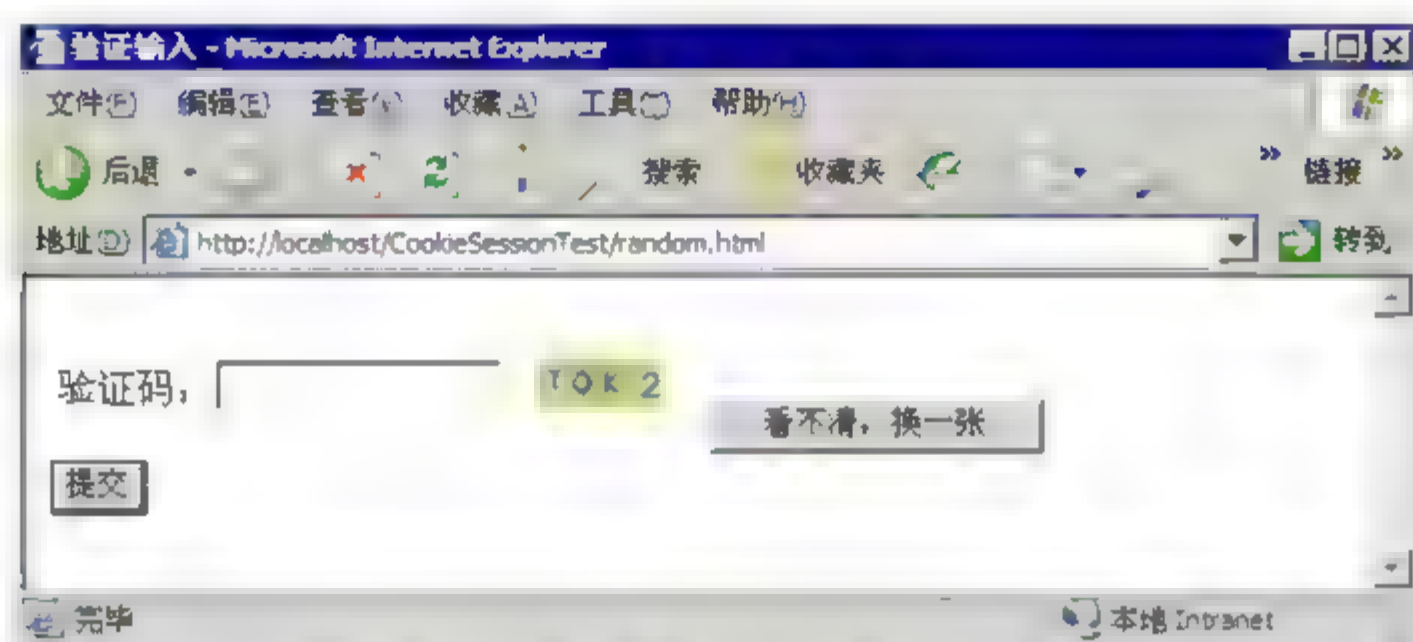 验证输入 - Microsoft Internet Explorer
文件(F) 编辑(E) 查看(V) 收藏(A) 工具(T) 帮助(H)
后退 搜索 收藏夹 » 链接 »
地址(D) http://localhost/CookieSessionTest/random.html 转到
验证码: T O K 2 看不清,换一张
提交
完毕 本地 Intranet